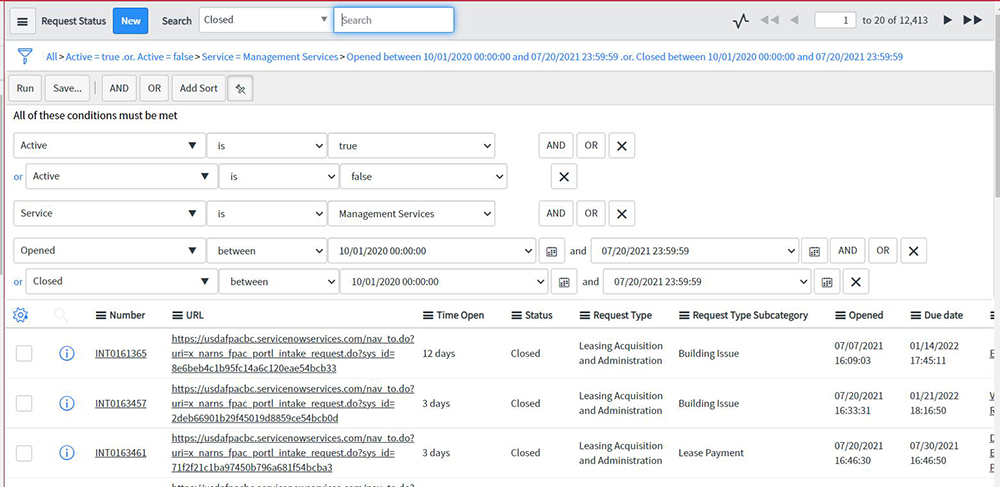 Request Status New Search Closed Search 1 to 20 of 12,413
All > Active = true .or. Active = false > Service = Management Services > Opened between 10/01/2020 00:00:00 and 07/20/2021 23:59:59 .or. Closed between 10/01/2020 00:00:00 and 07/20/2021 23:59:59
Run Save... AND OR Add Sort
All of these conditions must be met
Active is true AND OR
or Active is false
Service is Management Services AND OR
Opened between 10/01/2020 00:00:00 and 07/20/2021 23:59:59 AND OR
or Closed between 10/01/2020 00:00:00 and 07/20/2021 23:59:59
Number URL Time Open Status Request Type Request Type Subcategory Opened Due date
https://usdafpacbc.servicenowservices.com/nav_to.do?
INT0161365 uri=x_narns_fpac_portl_intake_request.do?sys_id= 12 days Closed Leasing Acquisition and Administration Building Issue 07/07/2021 16:09:03 01/14/2022 17:45:11
8e6beb4c1b95fc14a6c120eae54bcb33
https://usdafpacbc.servicenowservices.com/nav_to.do?
INT0163457 uri=x_narns_fpac_portl_intake_request.do?sys_id= 3 days Closed Leasing Acquisition and Administration Building Issue 07/20/2021 16:33:31 01/21/2022 18:16:50
2deb66901b29f45019d8859ce54bcb0d
https://usdafpacbc.servicenowservices.com/nav_to.do?
INT0163461 uri=x_narns_fpac_portl_intake_request.do?sys_id= 3 days Closed Leasing Acquisition and Administration Lease Payment 07/20/2021 16:46:30 07/30/2021 16:46:50
71f2f21c1ba97450b796a681f54bcba3